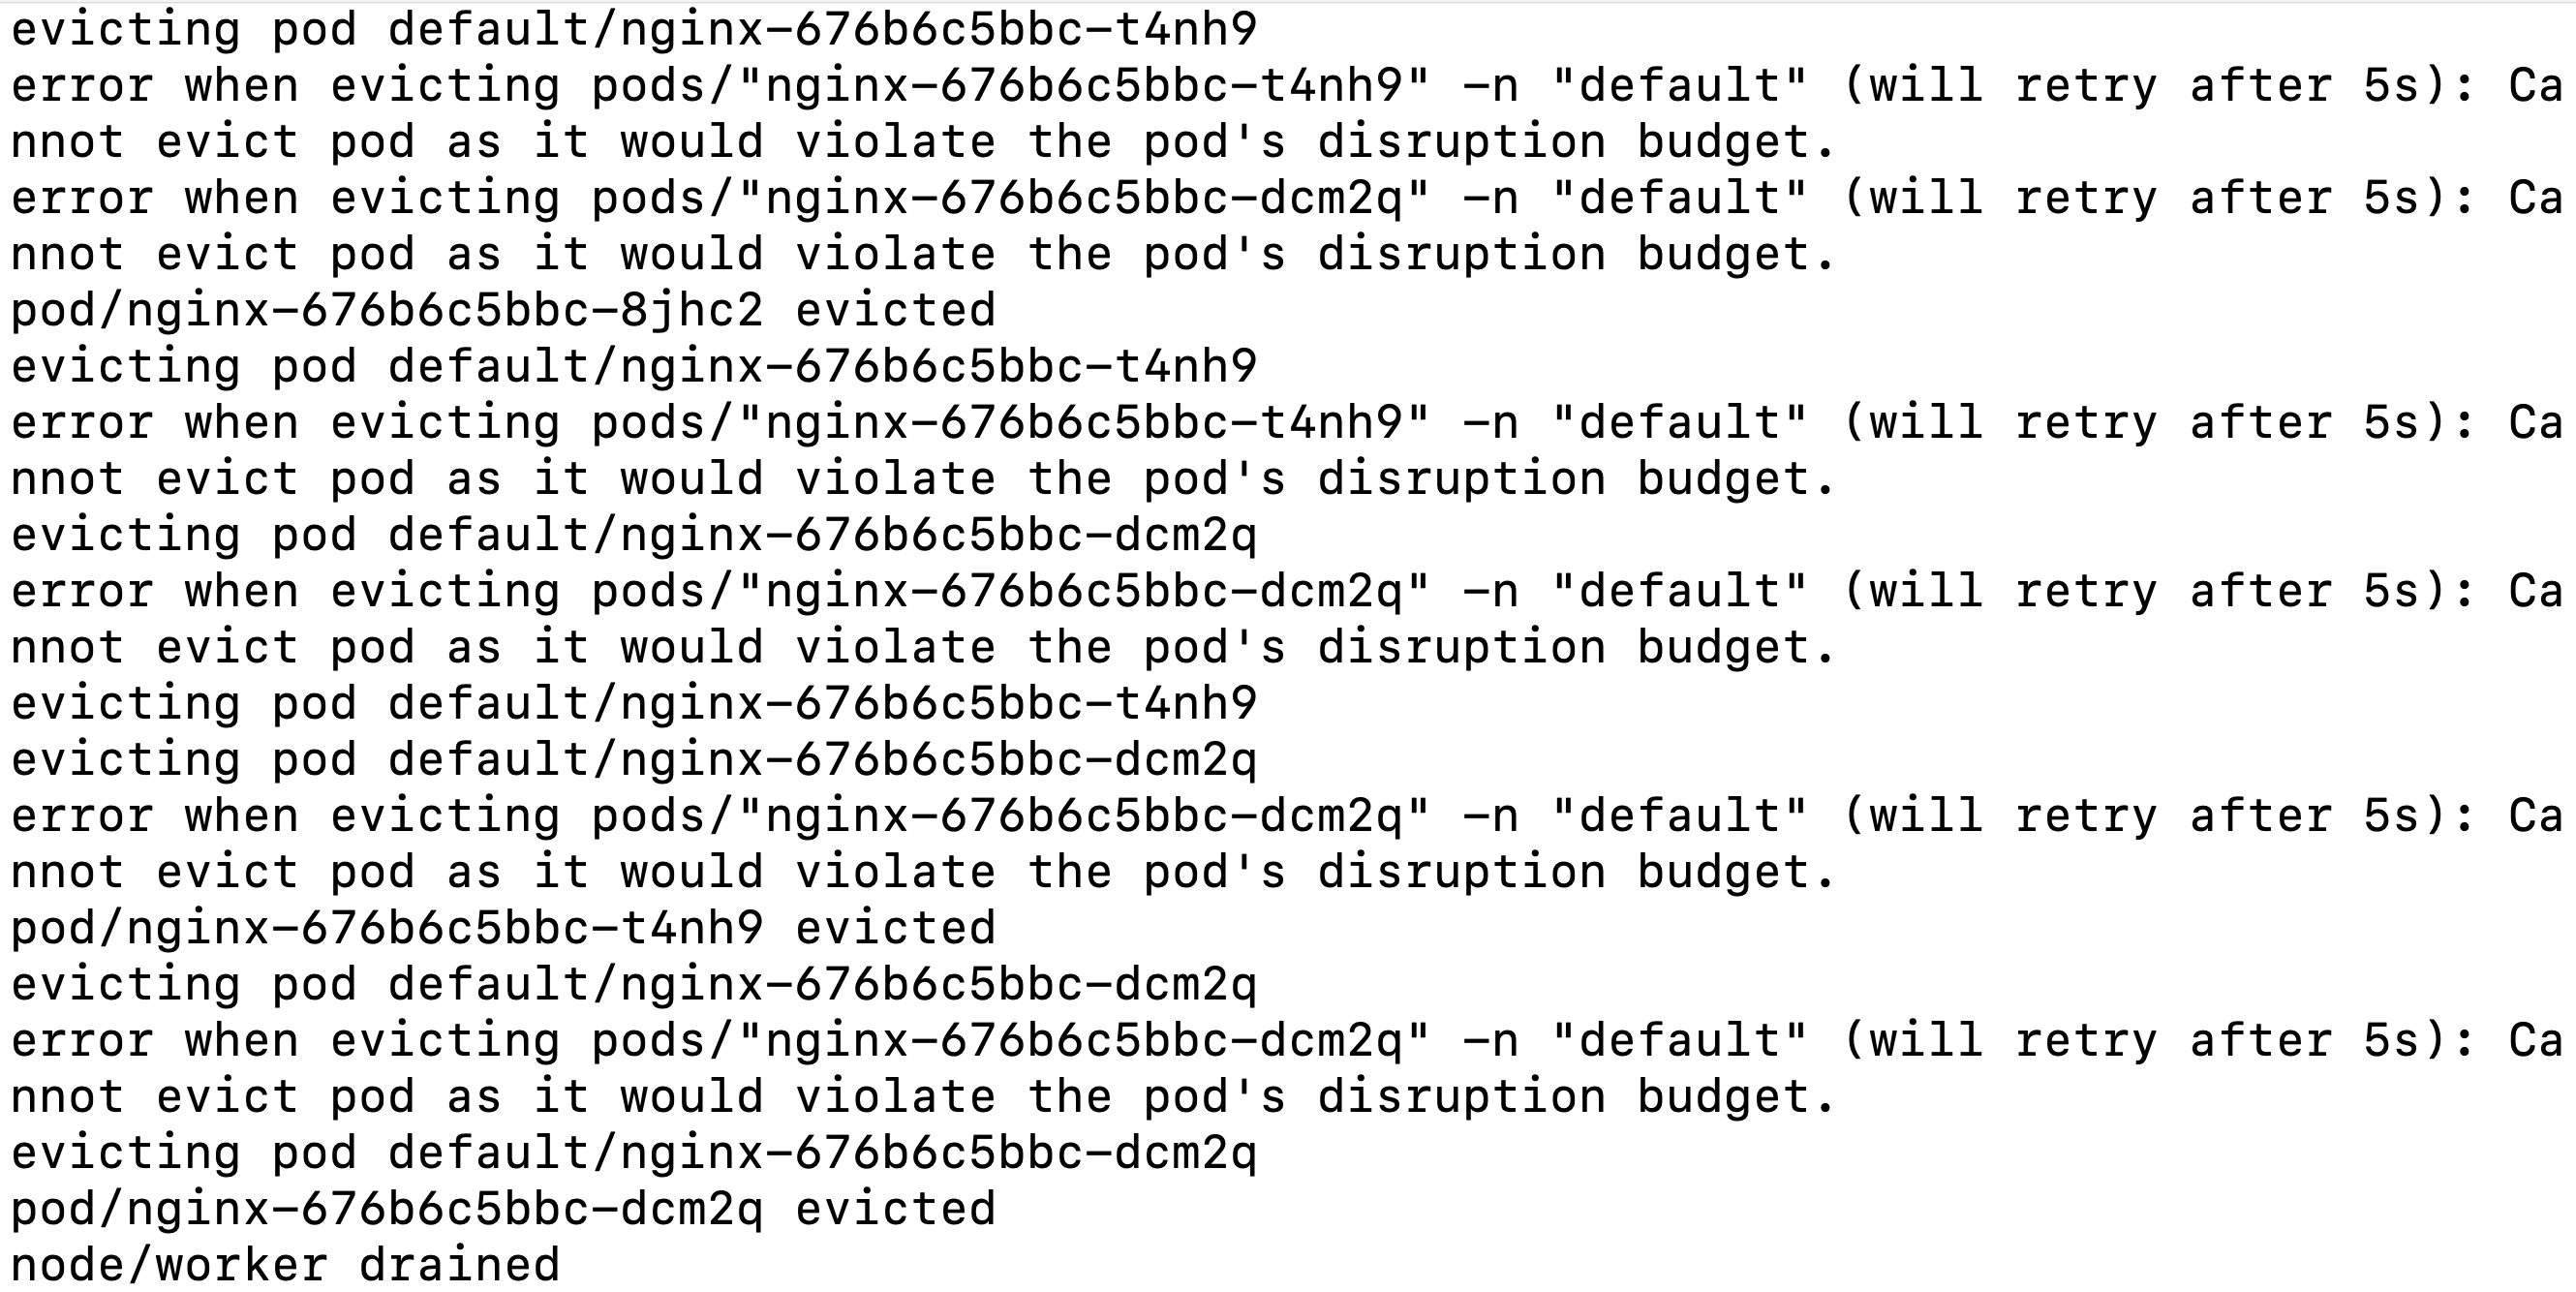 evicting pod default/nginx-676b6c5bbc-t4nh9
error when evicting pods/"nginx-676b6c5bbc-t4nh9" -n "default" (will retry after 5s): Ca
nnot evict pod as it would violate the pod's disruption budget.
error when evicting pods/"nginx-676b6c5bbc-dcm2q" -n "default" (will retry after 5s): Ca
nnot evict pod as it would violate the pod's disruption budget.
pod/nginx-676b6c5bbc-8jhc2 evicted
evicting pod default/nginx-676b6c5bbc-t4nh9
error when evicting pods/"nginx-676b6c5bbc-t4nh9" -n "default" (will retry after 5s): Ca
nnot evict pod as it would violate the pod's disruption budget.
evicting pod default/nginx-676b6c5bbc-dcm2q
error when evicting pods/"nginx-676b6c5bbc-dcm2q" -n "default" (will retry after 5s): Ca
nnot evict pod as it would violate the pod's disruption budget.
evicting pod default/nginx-676b6c5bbc-t4nh9
evicting pod default/nginx-676b6c5bbc-dcm2q
error when evicting pods/"nginx-676b6c5bbc-dcm2q" -n "default" (will retry after 5s): Ca
nnot evict pod as it would violate the pod's disruption budget.
pod/nginx-676b6c5bbc-t4nh9 evicted
evicting pod default/nginx-676b6c5bbc-dcm2q
error when evicting pods/"nginx-676b6c5bbc-dcm2q" -n "default" (will retry after 5s): Ca
nnot evict pod as it would violate the pod's disruption budget.
evicting pod default/nginx-676b6c5bbc-dcm2q
pod/nginx-676b6c5bbc-dcm2q evicted
node/worker drained